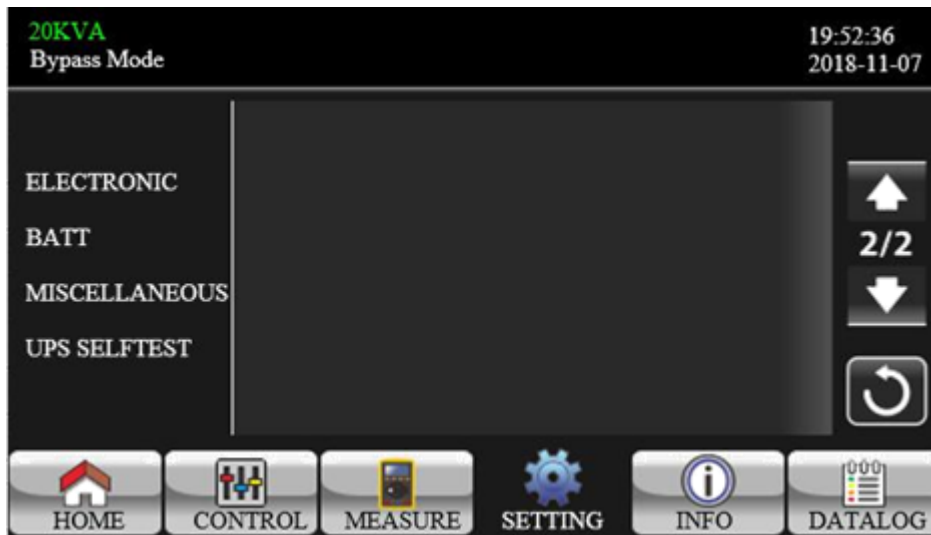 20KVA
Bypass Mode
19:52:36
2018-11-07
ELECTRONIC
BATT
MISCELLANEOUS
UPS SELFTEST
2/2
HOME
CONTROL
MEASURE
SETTING
INFO
DATALOG